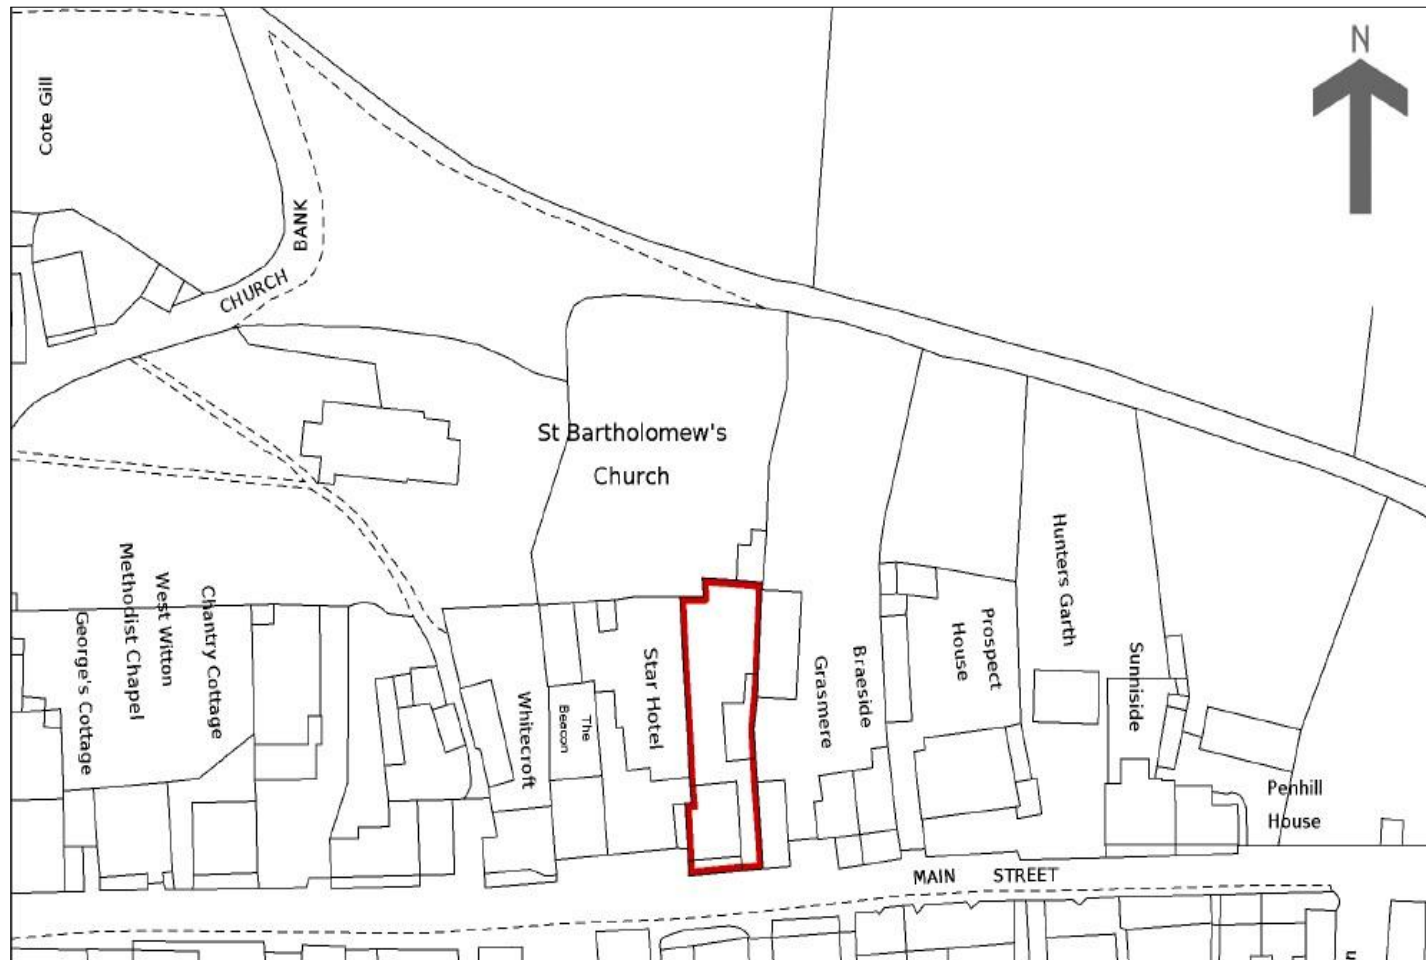 N
Cote Gill
CHURCH BANK
St Bartholomew's
Church
George's Cottage
West Witton
Methodist Chapel
Chantry Cottage
Whitecroft
The
Beacon
Star Hotel
Grasmere
Braeside
Prospect
House
Hunters Garth
Sunniside
Penhill
House
MAIN STREET